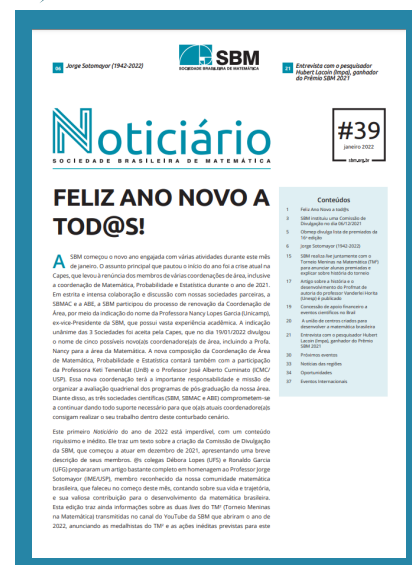 06 Jorge Sotomayor (1942-2022)
SBM
SOCIEDADE BRASILEIRA DE MATEMÁTICA
21 Entrevista com o pesquisador
Hubert Lacoin (Impa), ganhador
do Prêmio SBM 2021
Noticiário
SOCIEDADE BRASILEIRA DE MATEMÁTICA
#39
janeiro 2022
sbm.org.br
FELIZ ANO NOVO A
TOD@S!
A SBM começou o novo ano engajada com várias atividades durante este mês
de janeiro. O assunto principal que pautou o início do ano foi a crise atual na
Capes, que levou à renúncia dos membros de várias coordenações de área, inclusive
a coordenação de Matemática, Probabilidade e Estatística durante o ano de 2021.
Em estrita e intensa colaboração e discussão com nossas sociedades parceiras, a
SBMAC e a ABE, a SBM participou do processo de renovação da Coordenação de
Área, por meio da indicação do nome da Professora Nancy Lopes Garcia (Unicamp),
ex-vice-Presidente da SBM, que possui vasta experiência acadêmica. A indicação
unânime das 3 Sociedades foi aceita pela Capes, que no dia 19/01/2022 divulgou
o nome de cinco possíveis novo(a)s coordenadore(a)s de área, incluindo a Profa.
Nancy para a área da Matemática. A nova composição da Coordenação de Área
de Matemática, Probabilidade e Estatística contará também com a participação
da Professora Keti Tenenblat (UnB) e o Professor José Alberto Cuminato (ICMC/
USP). Essa nova coordenação terá a importante responsabilidade e missão de
organizar a avaliação quadrienal dos programas de pós-graduação da nossa área.
Diante disso, as três sociedades científicas (SBM, SBMAC e ABE) comprometem-se
a continuar dando todo suporte necessário para que o(a)s atuais coordenadore(a)s
consigam realizar o seu trabalho dentro deste conturbado cenário.
Este primeiro Noticiário do ano de 2022 está imperdível, com um conteúdo
riquíssimo e inédito. Ele traz um texto sobre a criação da Comissão de Divulgação
da SBM, que começou a atuar em dezembro de 2021, apresentando uma breve
descrição de seus membros. @s colegas Débora Lopes (UFS) e Ronaldo Garcia
(UFG) prepararam um artigo bastante completo em homenagem ao Professor Jorge
Sotomayor (IME/USP), membro reconhecido da nossa comunidade matemática
brasileira, que faleceu no começo deste mês, contando sobre sua vida e trajetória,
e sua valiosa contribuição para o desenvolvimento da matemática brasileira.
Esta edição traz ainda informações sobre as duas lives do TM² (Torneio Meninas
na Matemática) transmitidas no canal do YouTube da SBM que abriram o ano de
2022, anunciando as medalhistas do TM² e as ações inéditas previstas para este
Conteúdos
1 Feliz Ano Nova a tod@s
3 SBM instituiu uma Comissão de
Divulgação no dia 06/12/2021
5 Obmep divulga lista de premiados da
16ª edição
6 Jorge Sotomayor (1942-2022)
15 SBM realiza live juntamente com o
Torneio Meninas na Matemática (TM²)
para anunciar alunas premiadas e
explicar sobre história do torneio
17 Artigo sobre a história e o
desenvolvimento do Profmat de
autoria do professor Vanderlei Horita
(Unesp) é publicado
19 Concessão de apoio financeiro a
eventos científicos no Brasil
20 A união de centros criados para
desenvolver a matemática brasileira
21 Entrevista com o pesquisador Hubert
Lacoin (Impa), ganhador do Prêmio
SBM 2021
30 Próximos eventos
33 Notícias das regiões
34 Oportunidades
37 Eventos Internacionais